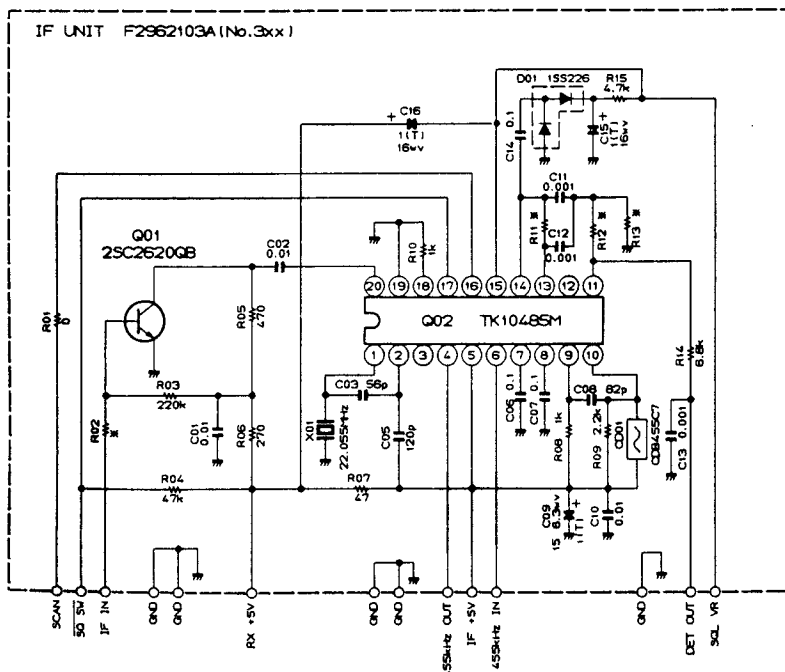 IF UNIT F2962103A(No.3xx)
D01 1SS226
R15
4.7k
C16
1(T)
16wv
C14 0.1
C15
1(T)
16wv
C11
0.001
R11 *
C12
0.001
R12 *
R13 *
Q01
2SC2620QB
C02
0.01
R10
1k
20 19 18 17 16 15 14 13 12 11
Q02 TK10485M
1 2 3 4 5 6 7 8 9 10
R01
0
R05
470
R03
220k
R02
*
C01
0.01
R06
270
X01
22.055MHz
C03 56p
C05
120p
C06 0.1
C07 0.1
C08 82p
R08 1k
R09 2.2k
CD01
CDB455C7
R14
6.8k
C13 0.001
R04
47k
R07
47
C09
15 6.3wv
(T)
C10
0.01
SCAN
SQ SW
IF IN
GND
GND
RX +5V
GND
GND
55kHz OUT
IF +5V
455kHz IN
GND
DET OUT
SQL VR